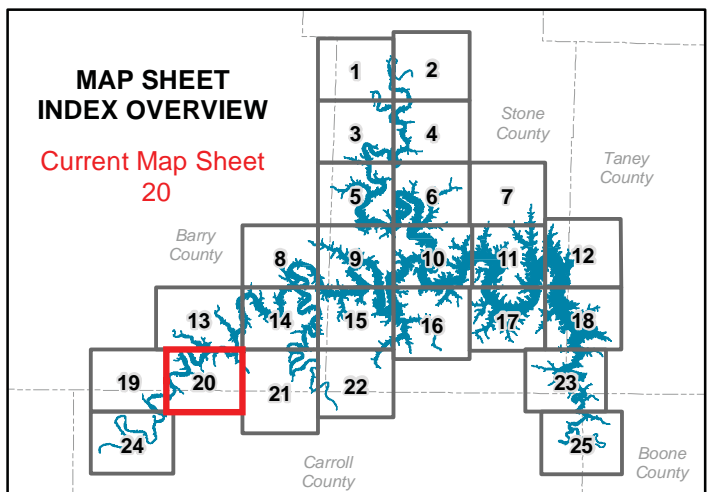 MAP SHEET
INDEX OVERVIEW
Current Map Sheet
20
1
2
Stone
County
3
4
Taney
County
5
6
7
Barry
County
8
9
10
11
12
13
14
15
16
17
18
19
20
21
22
23
24
25
Carroll
County
Boone
County